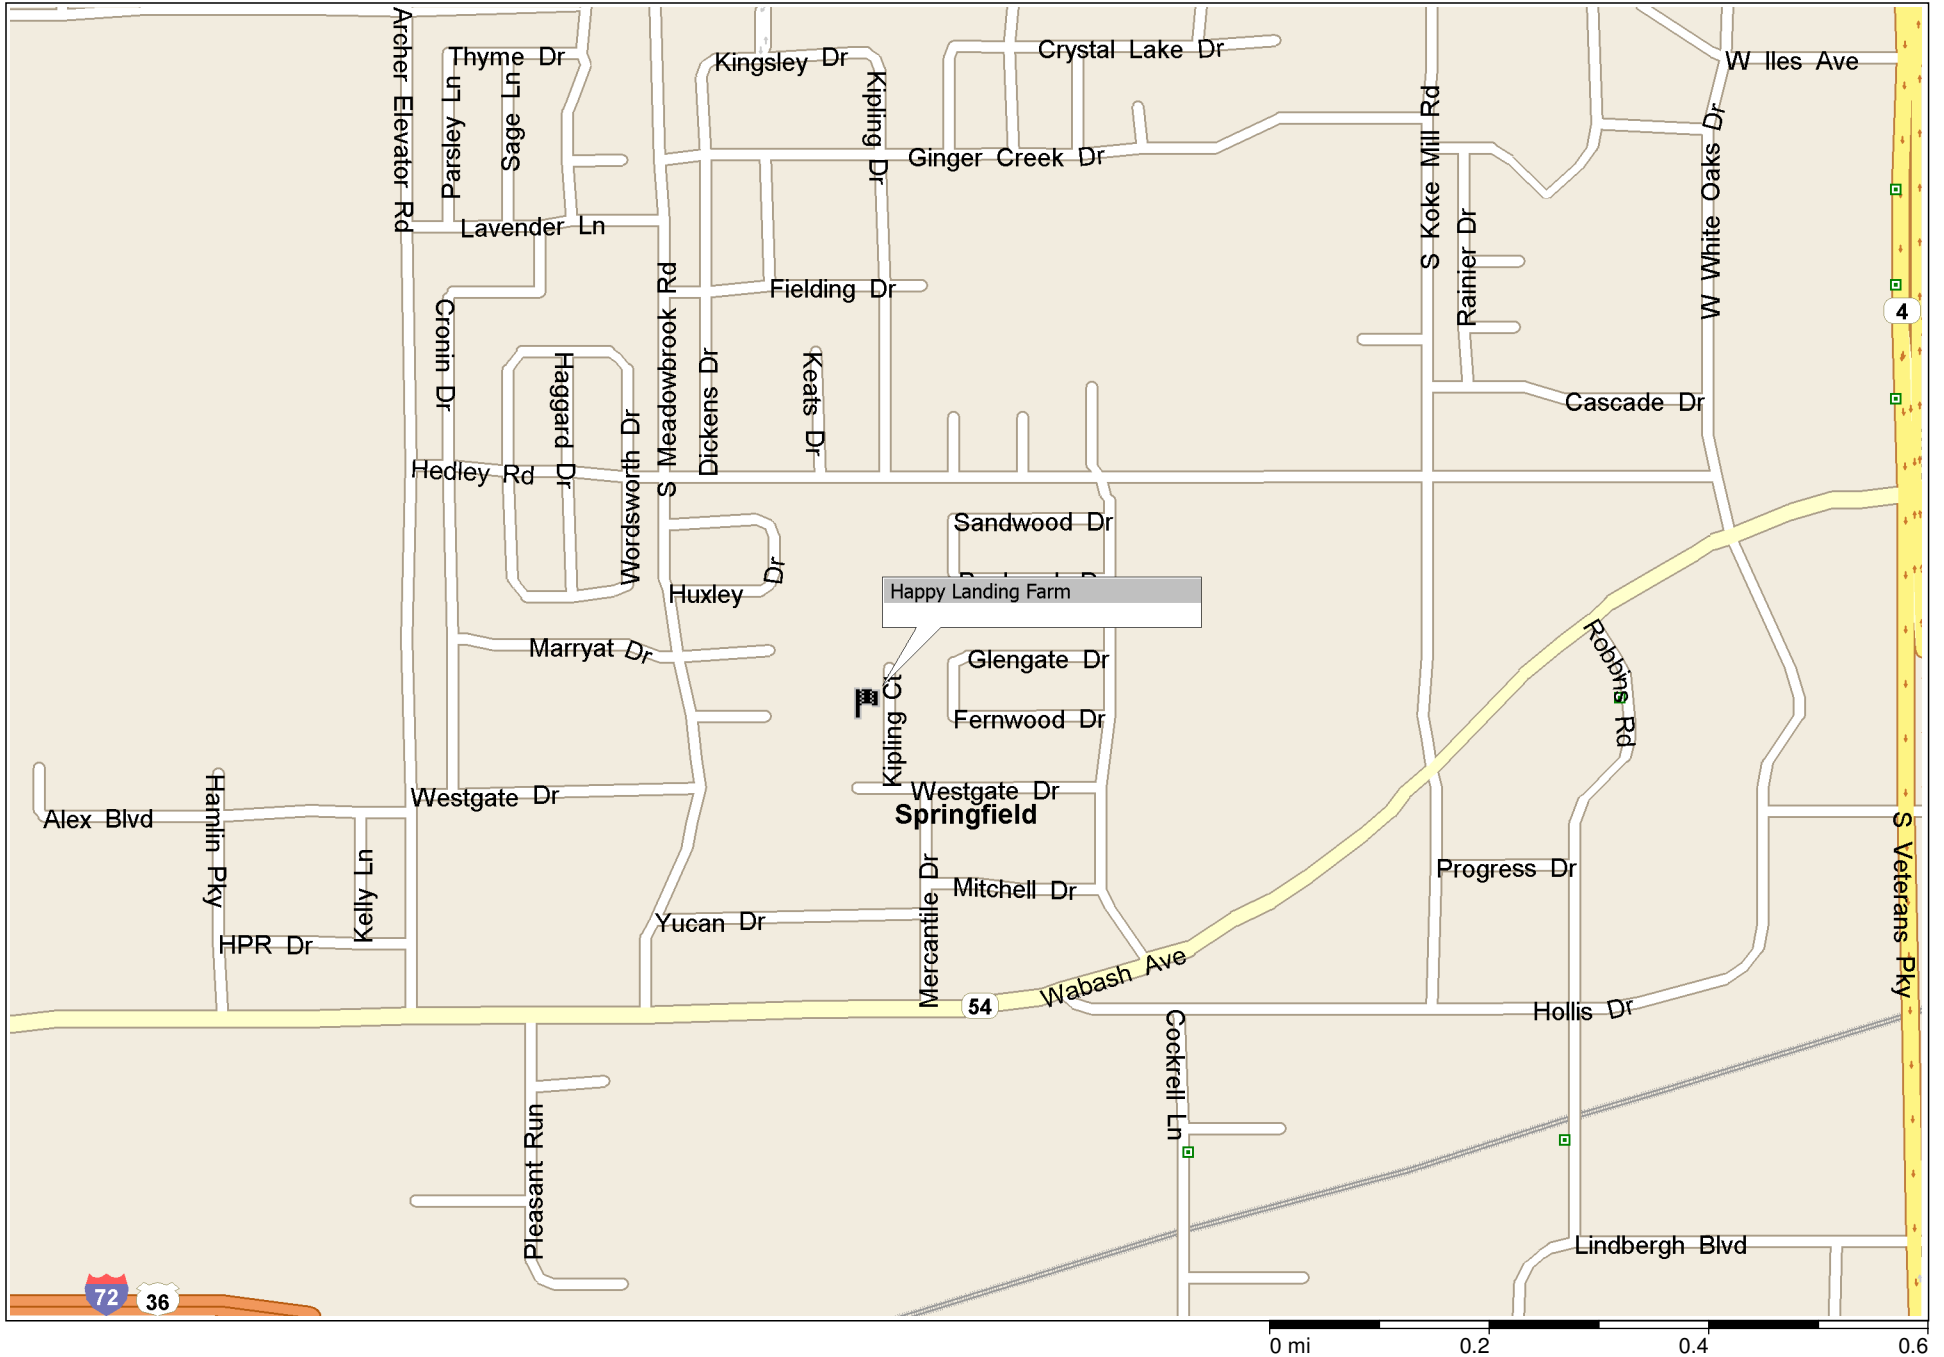 Archer Elevator Rd
Thyme Dr
Parsley Ln
Sage Ln
Kingsley Dr
Kipling Dr
Crystal Lake Dr
W Iles Ave
S Koke Mill Rd
W White Oaks Dr
Ginger Creek Dr
Rainier Dr
Lavender Ln
S Meadowbrook Rd
Fielding Dr
4
Cronin Dr
Haggard Dr
Wordsworth Dr
Dickens Dr
Keats Dr
Cascade Dr
Hedley Rd
Sandwood Dr
Huxley Dr
Happy Landing Farm
Marryat Dr
Glengate Dr
Robbins Rd
Kipling Ct
Fernwood Dr
Hamlin Pky
Westgate Dr
Westgate Dr
Alex Blvd
Springfield
S Veterans Pky
Kelly Ln
Mercantile Dr
Mitchell Dr
Progress Dr
Yucan Dr
HPR Dr
Wabash Ave
54
Hollis Dr
Cockrell Ln
Pleasant Run
Lindbergh Blvd
72
36
0 mi
0.2
0.4
0.6